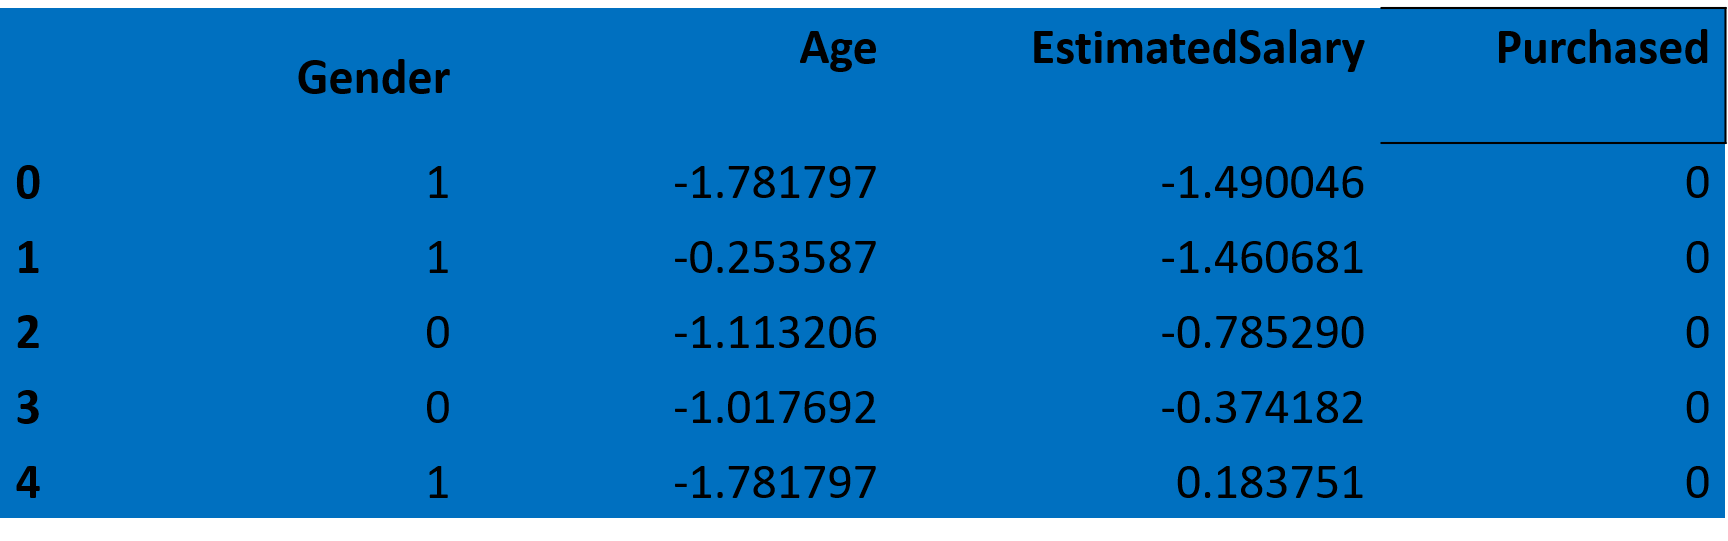 Gender Age EstimatedSalary Purchased
0 1 -1.781797 -1.490046 0
1 1 -0.253587 -1.460681 0
2 0 -1.113206 -0.785290 0
3 0 -1.017692 -0.374182 0
4 1 -1.781797 0.183751 0